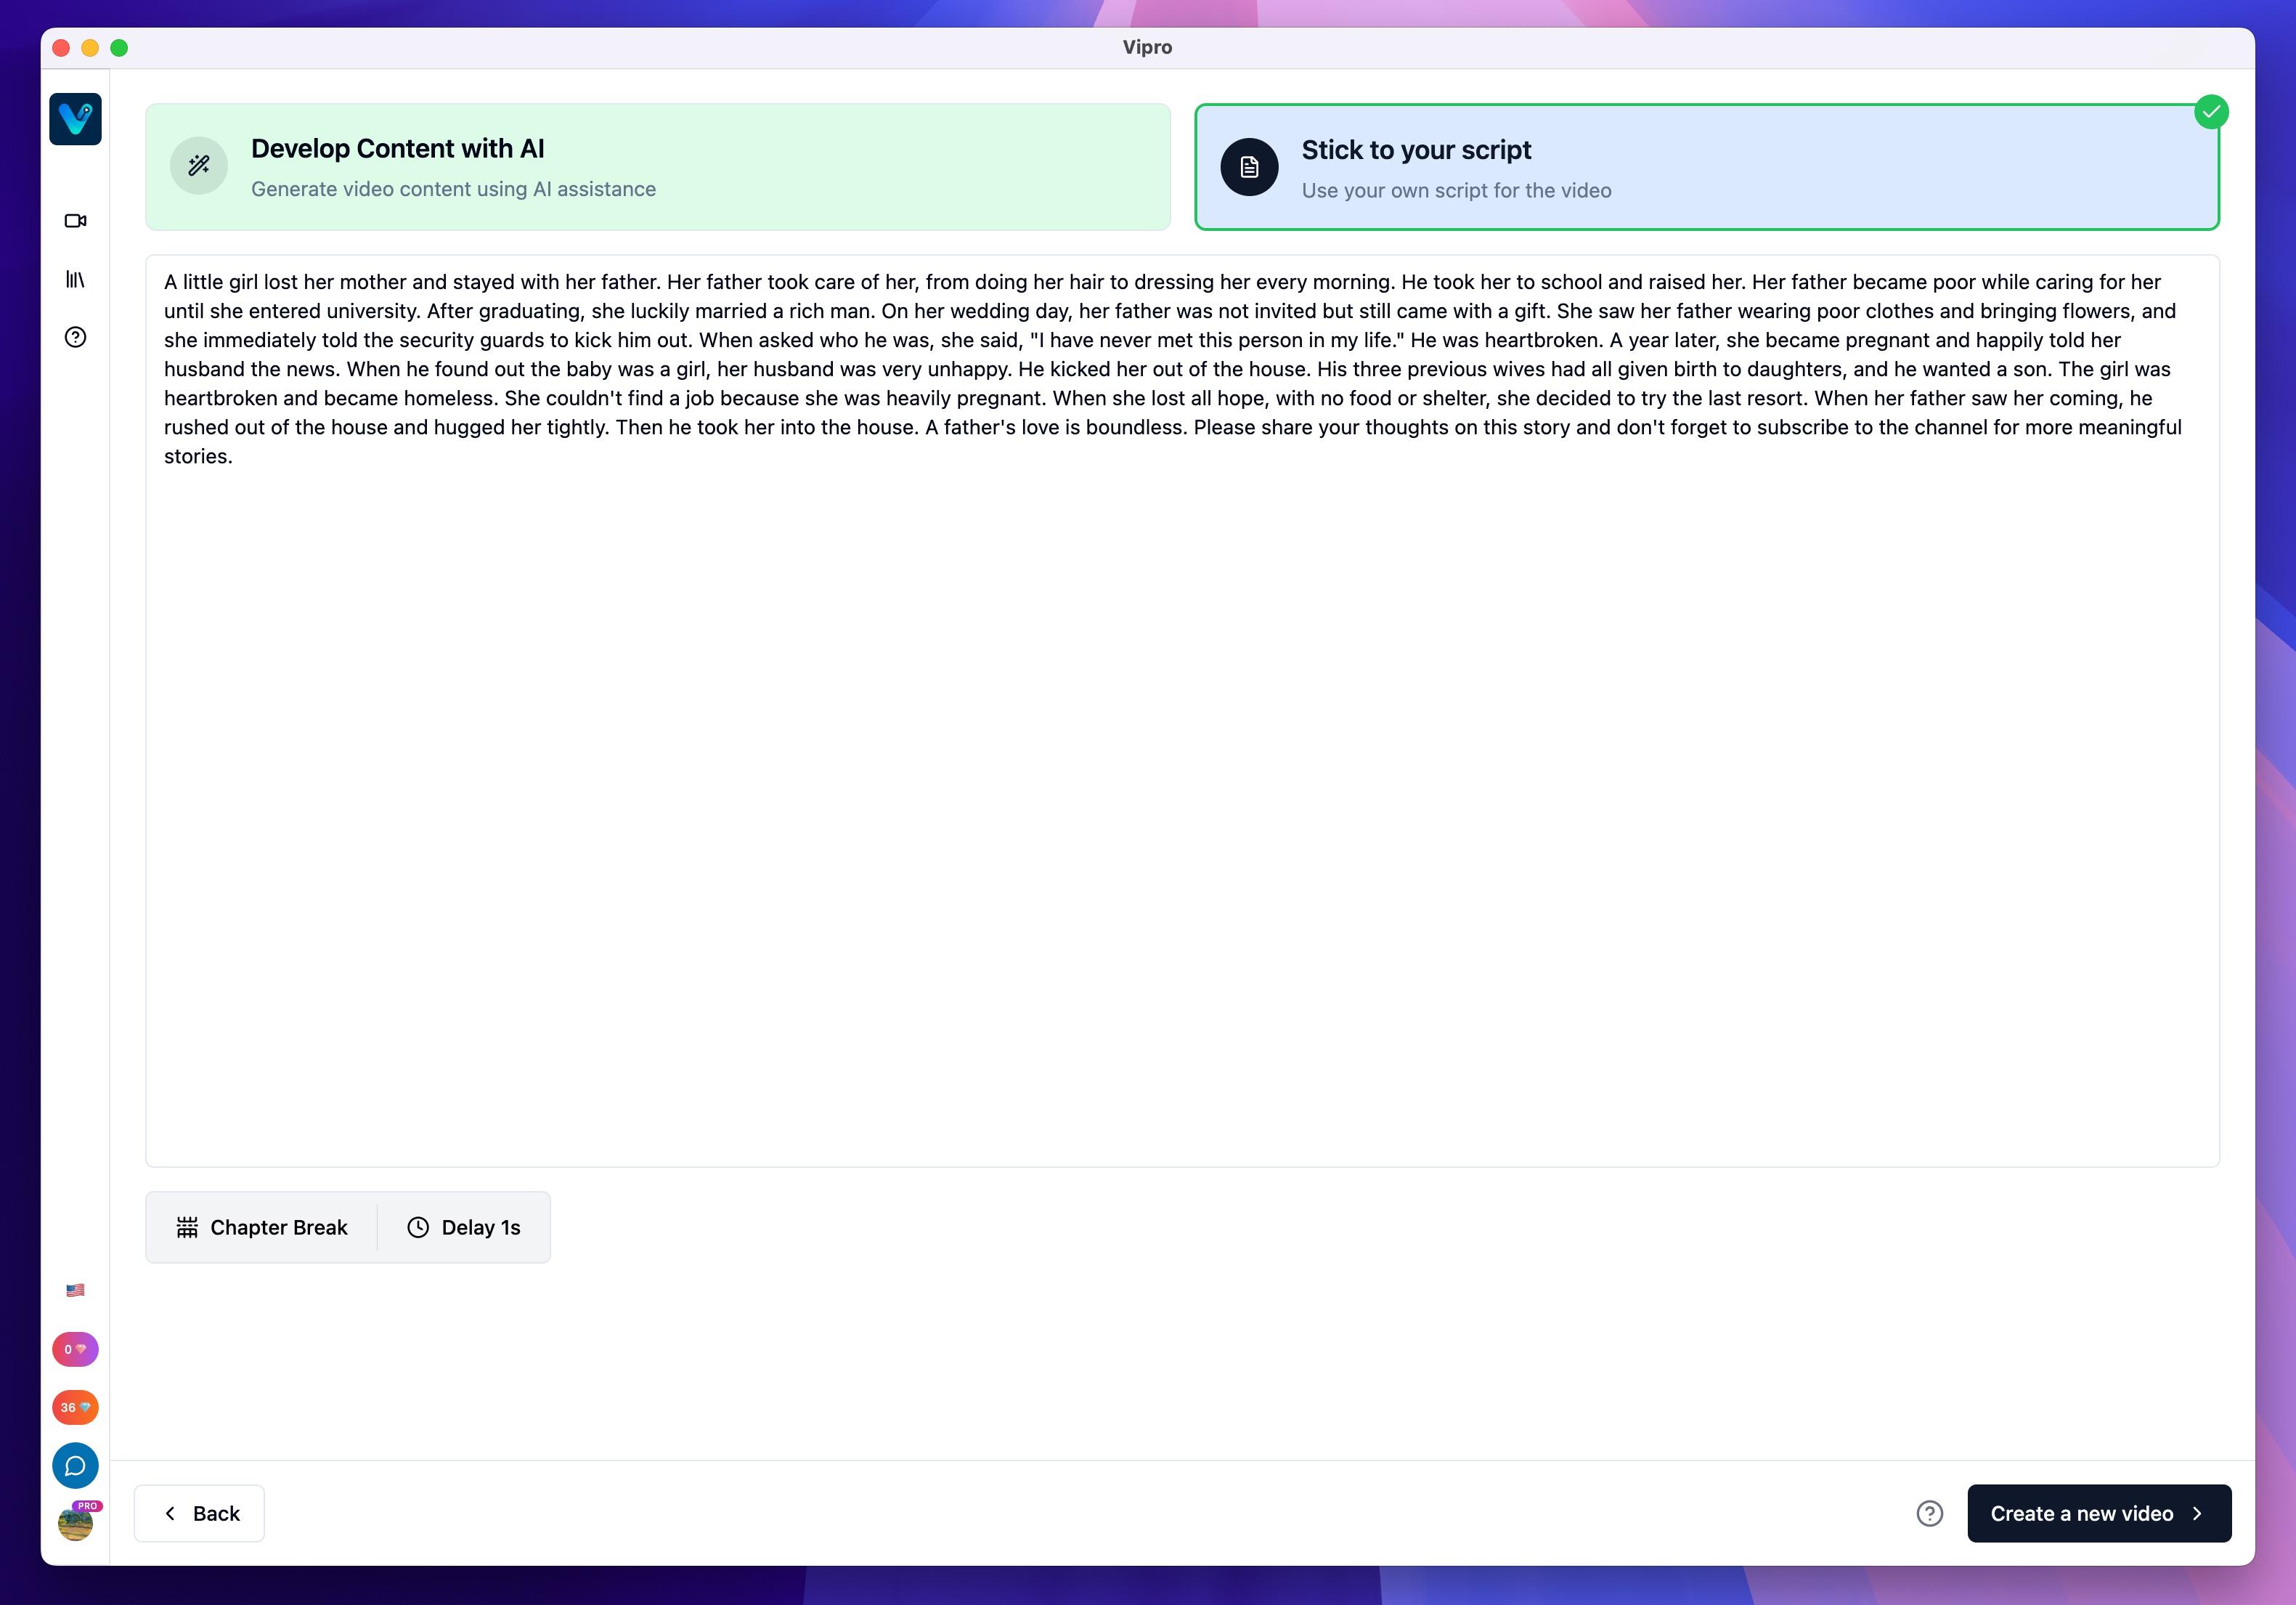 Vipro
Develop Content with AI
Generate video content using AI assistance
Stick to your script
Use your own script for the video
A little girl lost her mother and stayed with her father. Her father took care of her, from doing her hair to dressing her every morning. He took her to school and raised her. Her father became poor while caring for her
until she entered university. After graduating, she luckily married a rich man. On her wedding day, her father was not invited but still came with a gift. She saw her father wearing poor clothes and bringing flowers, and
she immediately told the security guards to kick him out. When asked who he was, she said, "I have never met this person in my life." He was heartbroken. A year later, she became pregnant and happily told her
husband the news. When he found out the baby was a girl, her husband was very unhappy. He kicked her out of the house. His three previous wives had all given birth to daughters, and he wanted a son. The girl was
heartbroken and became homeless. She couldn't find a job because she was heavily pregnant. When she lost all hope, with no food or shelter, she decided to try the last resort. When her father saw her coming, he
rushed out of the house and hugged her tightly. Then he took her into the house. A father's love is boundless. Please share your thoughts on this story and don't forget to subscribe to the channel for more meaningful
stories.
Chapter Break
Delay 1s
0
36
PRO
Back
Create a new video